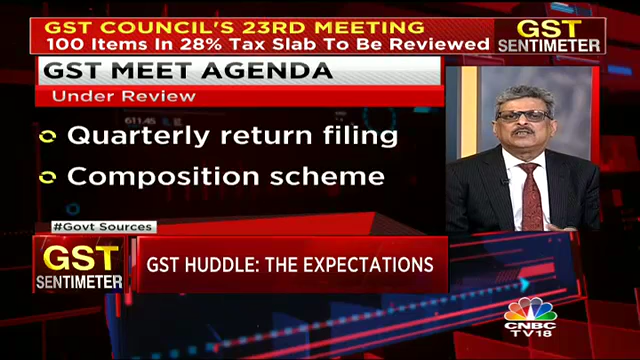 GST COUNCIL'S 23RD MEETING
100 Items In 28% Tax Slab To Be Reviewed
GST
SENTIMETER
GST MEET AGENDA
Under Review
611.45
Quarterly return filing
Composition scheme
#Govt Sources
GST
SENTIMETER
GST HUDDLE: THE EXPECTATIONS
CNBC
TV18